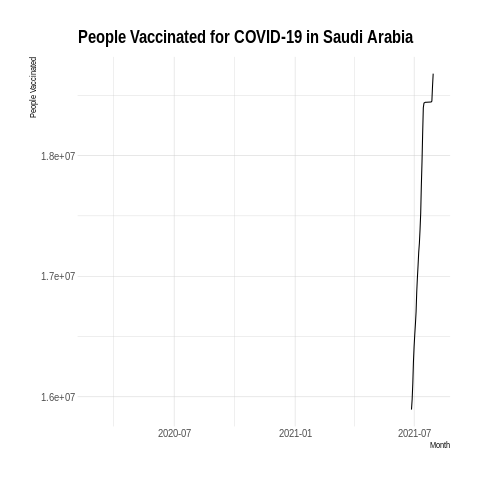 People Vaccinated for COVID-19 in Saudi Arabia
People Vaccinated
1.8e+07
1.7e+07
1.6e+07
2020-07
2021-01
2021-07
Month